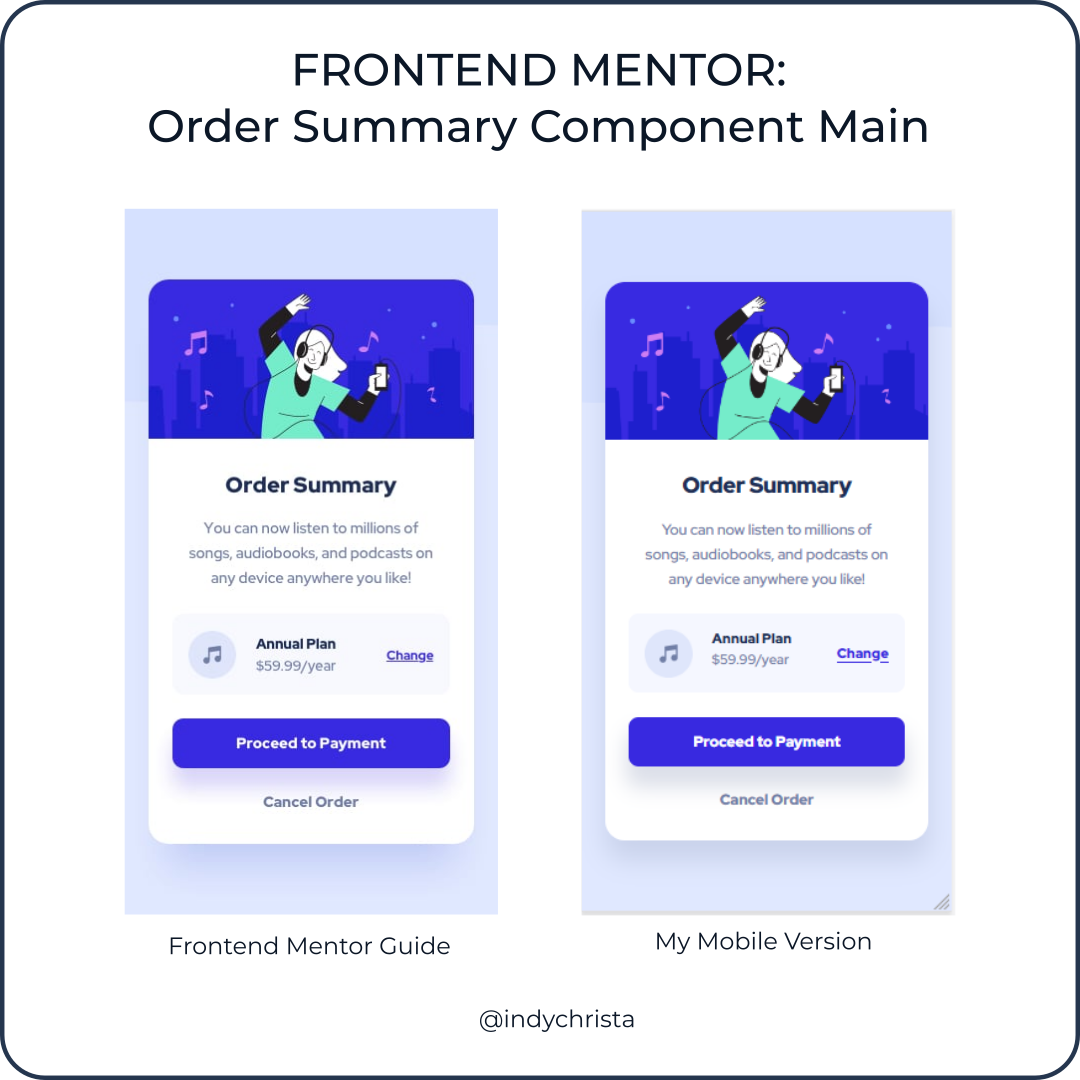 FRONTEND MENTOR:
Order Summary Component Main
Order Summary
You can now listen to millions of
songs, audiobooks, and podcasts on
any device anywhere you like!
Annual Plan
$59.99/year
Change
Proceed to Payment
Cancel Order
Frontend Mentor Guide
Order Summary
You can now listen to millions of
songs, audiobooks, and podcasts on
any device anywhere you like!
Annual Plan
$59.99/year
Change
Proceed to Payment
Cancel Order
My Mobile Version
@indychrista